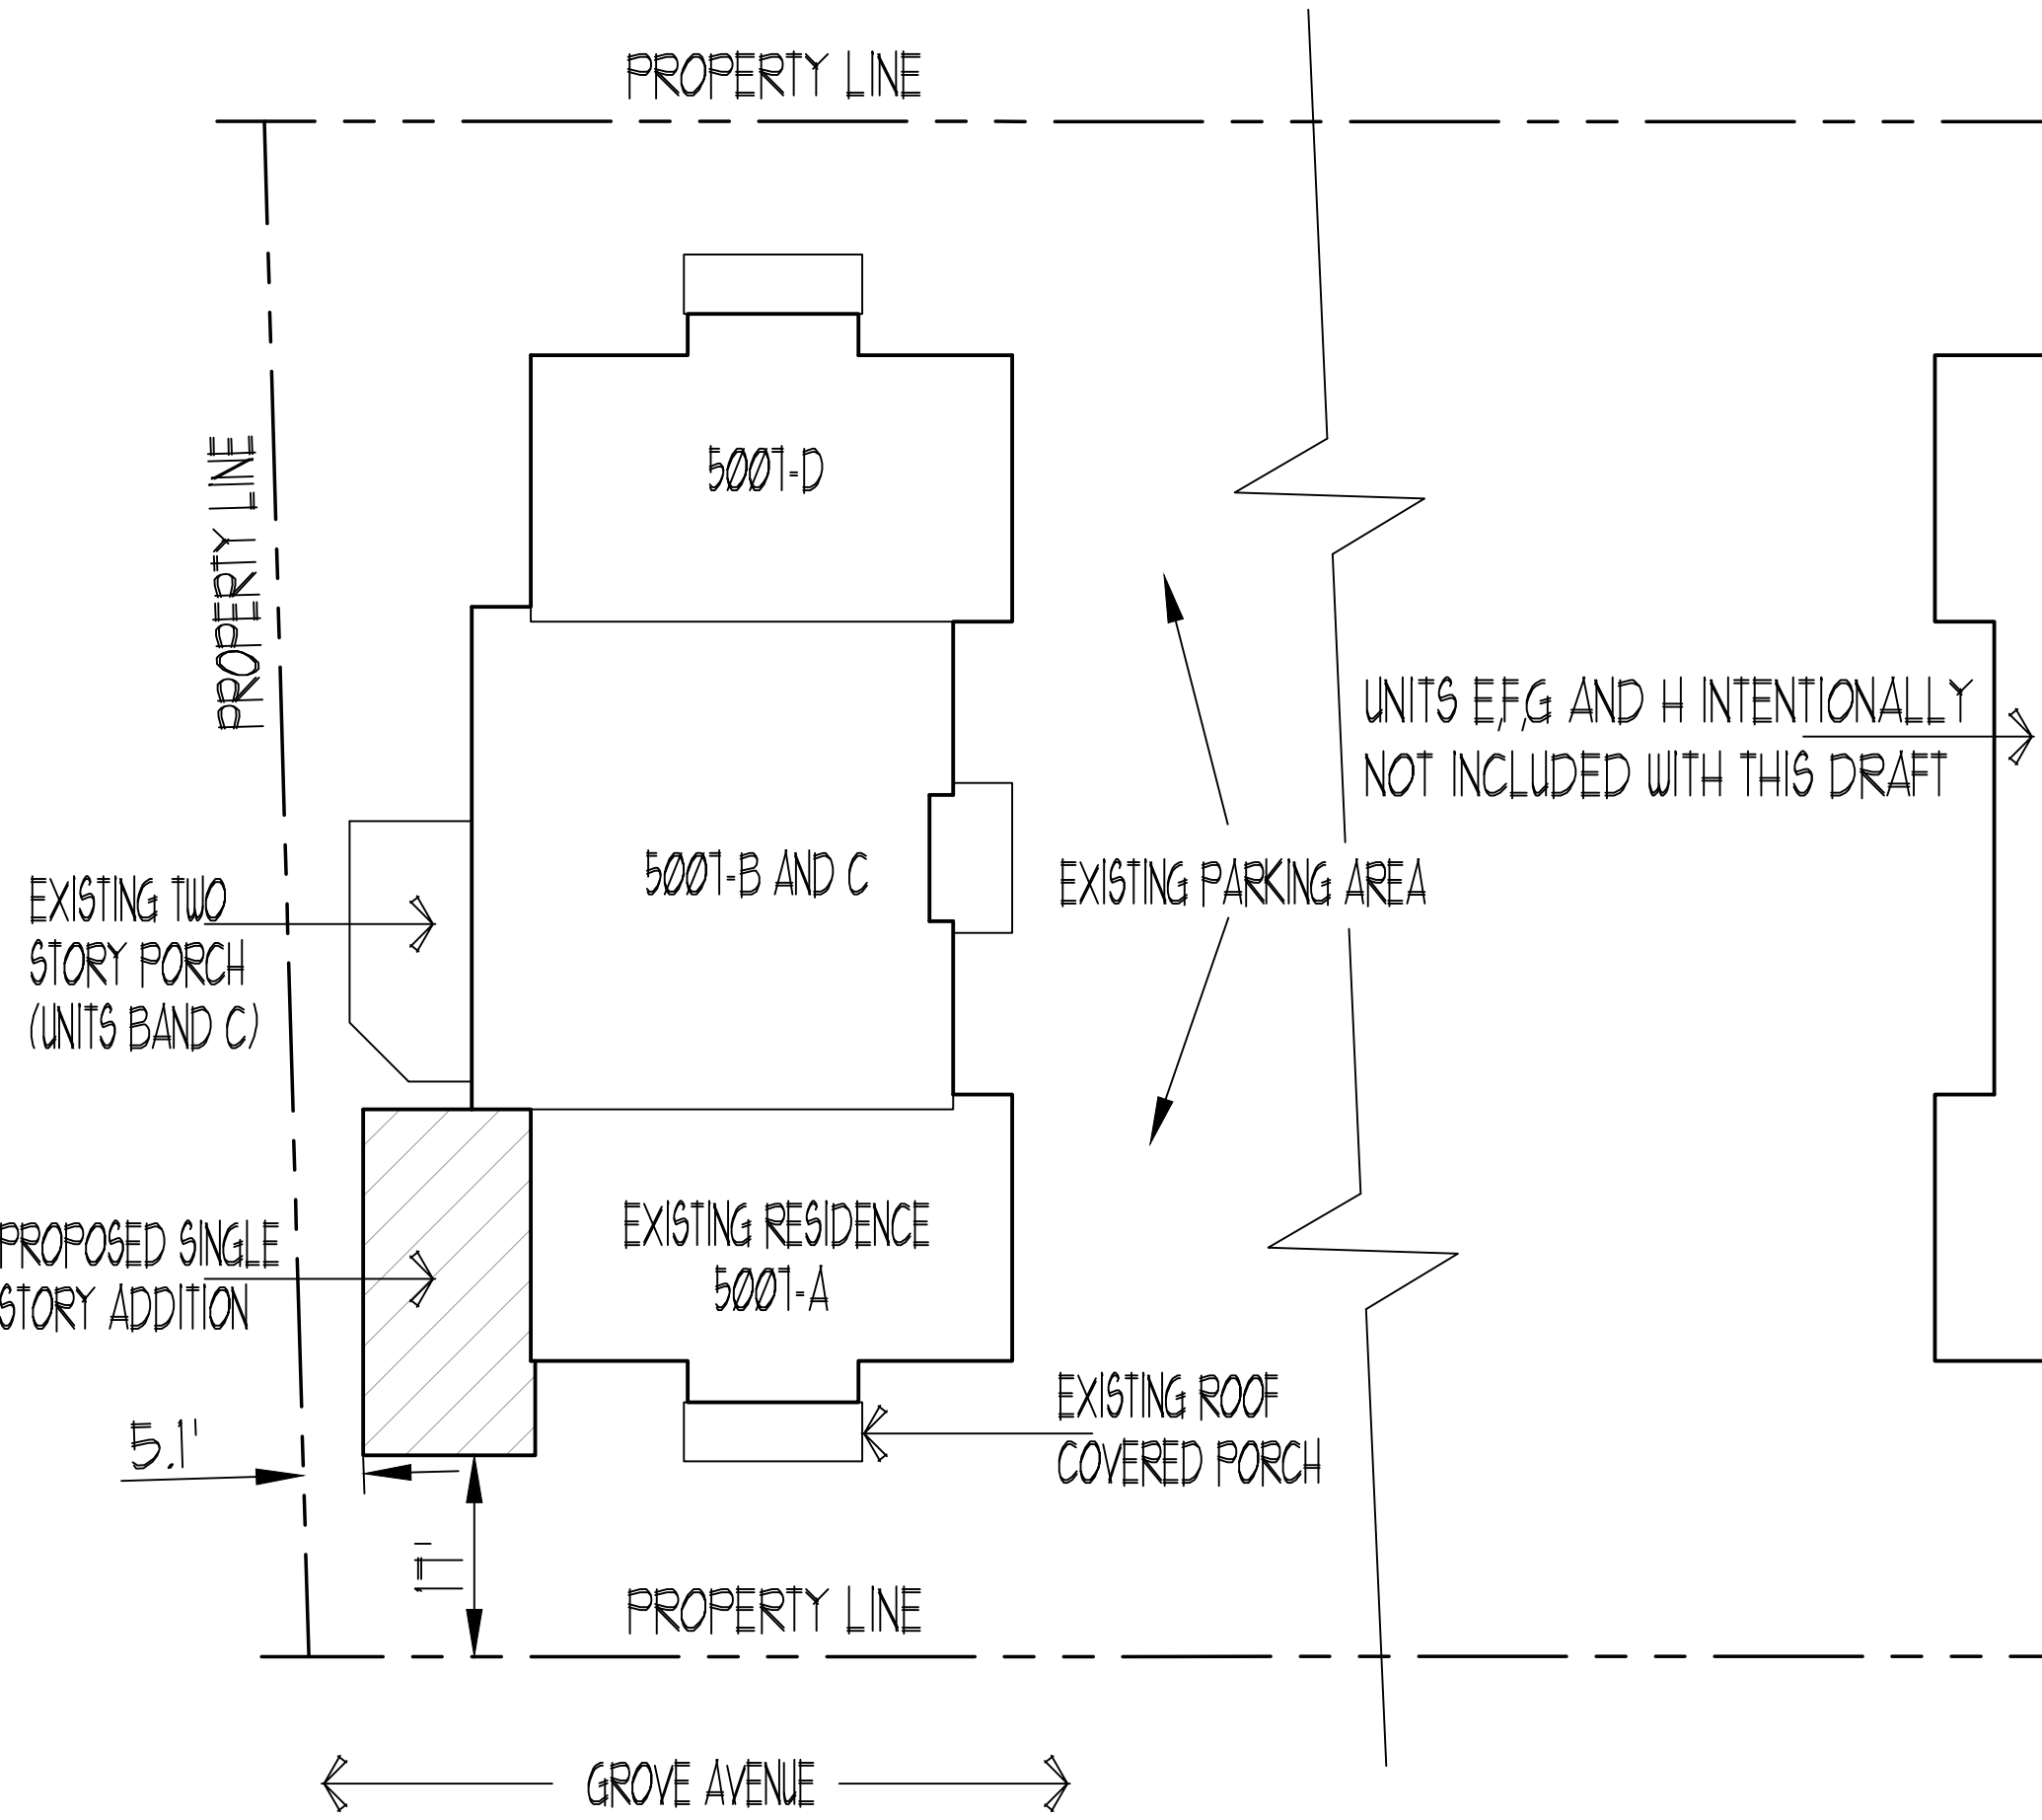 PROPERTY LINE
PROPERTY LINE
5007-D
UNITS E,F,G AND H INTENTIONALLY
NOT INCLUDED WITH THIS DRAFT
5007-B AND C
EXISTING PARKING AREA
EXISTING TWO
STORY PORCH
(UNITS B AND C)
PROPOSED SINGLE
STORY ADDITION
EXISTING RESIDENCE
5007-A
EXISTING ROOF
COVERED PORCH
5.1'
17'
PROPERTY LINE
GROVE AVENUE